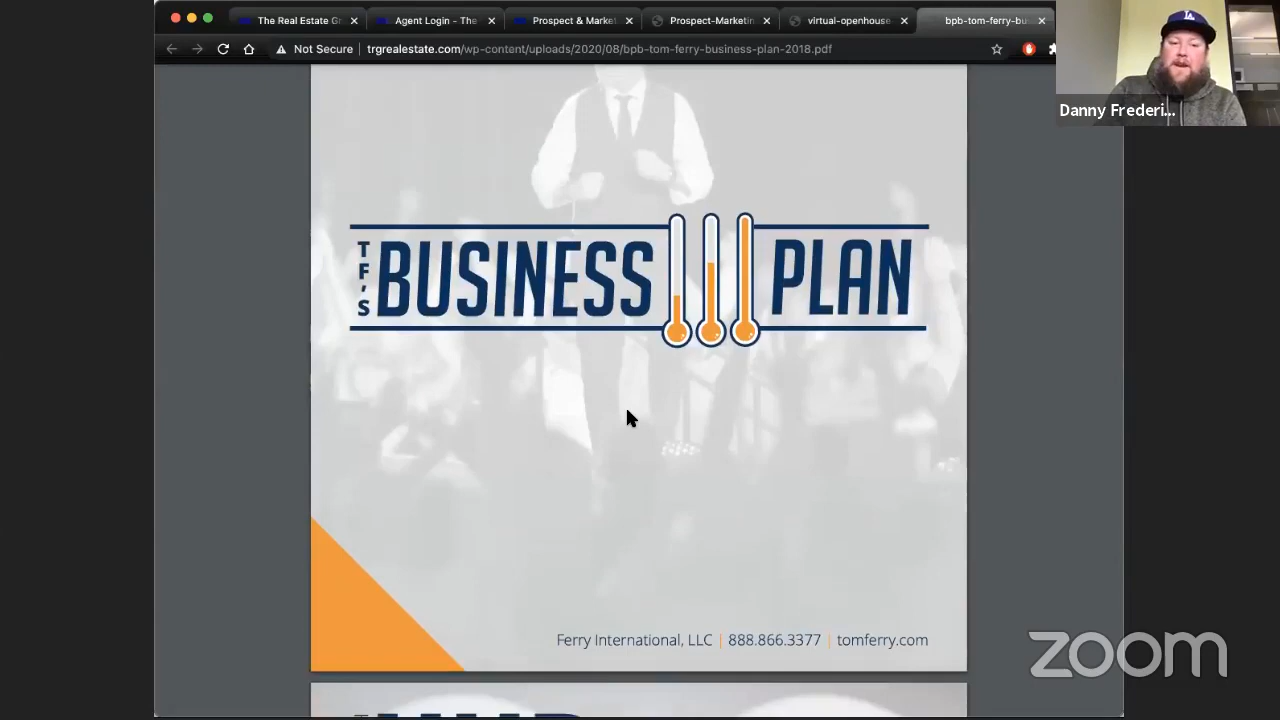 The Real Estate Gr
Agent Login - The
Prospect & Market
Prospect-Marketin
virtual-openhouse
bpb-tom-ferry-bu
Not Secure
trgrealestate.com/wp-content/uploads/2020/08/bpb-tom-ferry-business-plan-2018.pdf
Danny Frederi...
TF'S BUSINESS PLAN
Ferry International, LLC | 888.866.3377 | tomferry.com
zoom